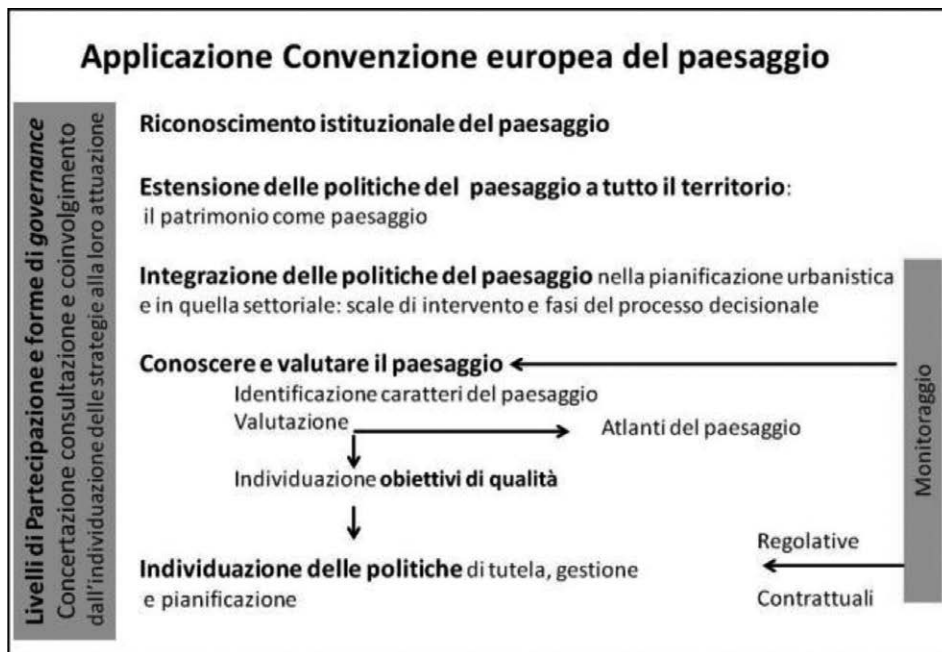 Applicazione Convenzione europea del paesaggio
Livelli di Partecipazione e forme di governance
Concertazione consultazione e coinvolgimento
dall'individuazione delle strategie alla loro attuazione
Riconoscimento istituzionale del paesaggio
Estensione delle politiche del paesaggio a tutto il territorio:
il patrimonio come paesaggio
Integrazione delle politiche del paesaggio nella pianificazione urbanistica
e in quella settoriale: scale di intervento e fasi del processo decisionale
Conoscere e valutare il paesaggio
Identificazione caratteri del paesaggio
Valutazione
Atlanti del paesaggio
Individuazione obiettivi di qualità
Individuazione delle politiche di tutela, gestione
e pianificazione
Regolative
Contrattuali
Monitoraggio